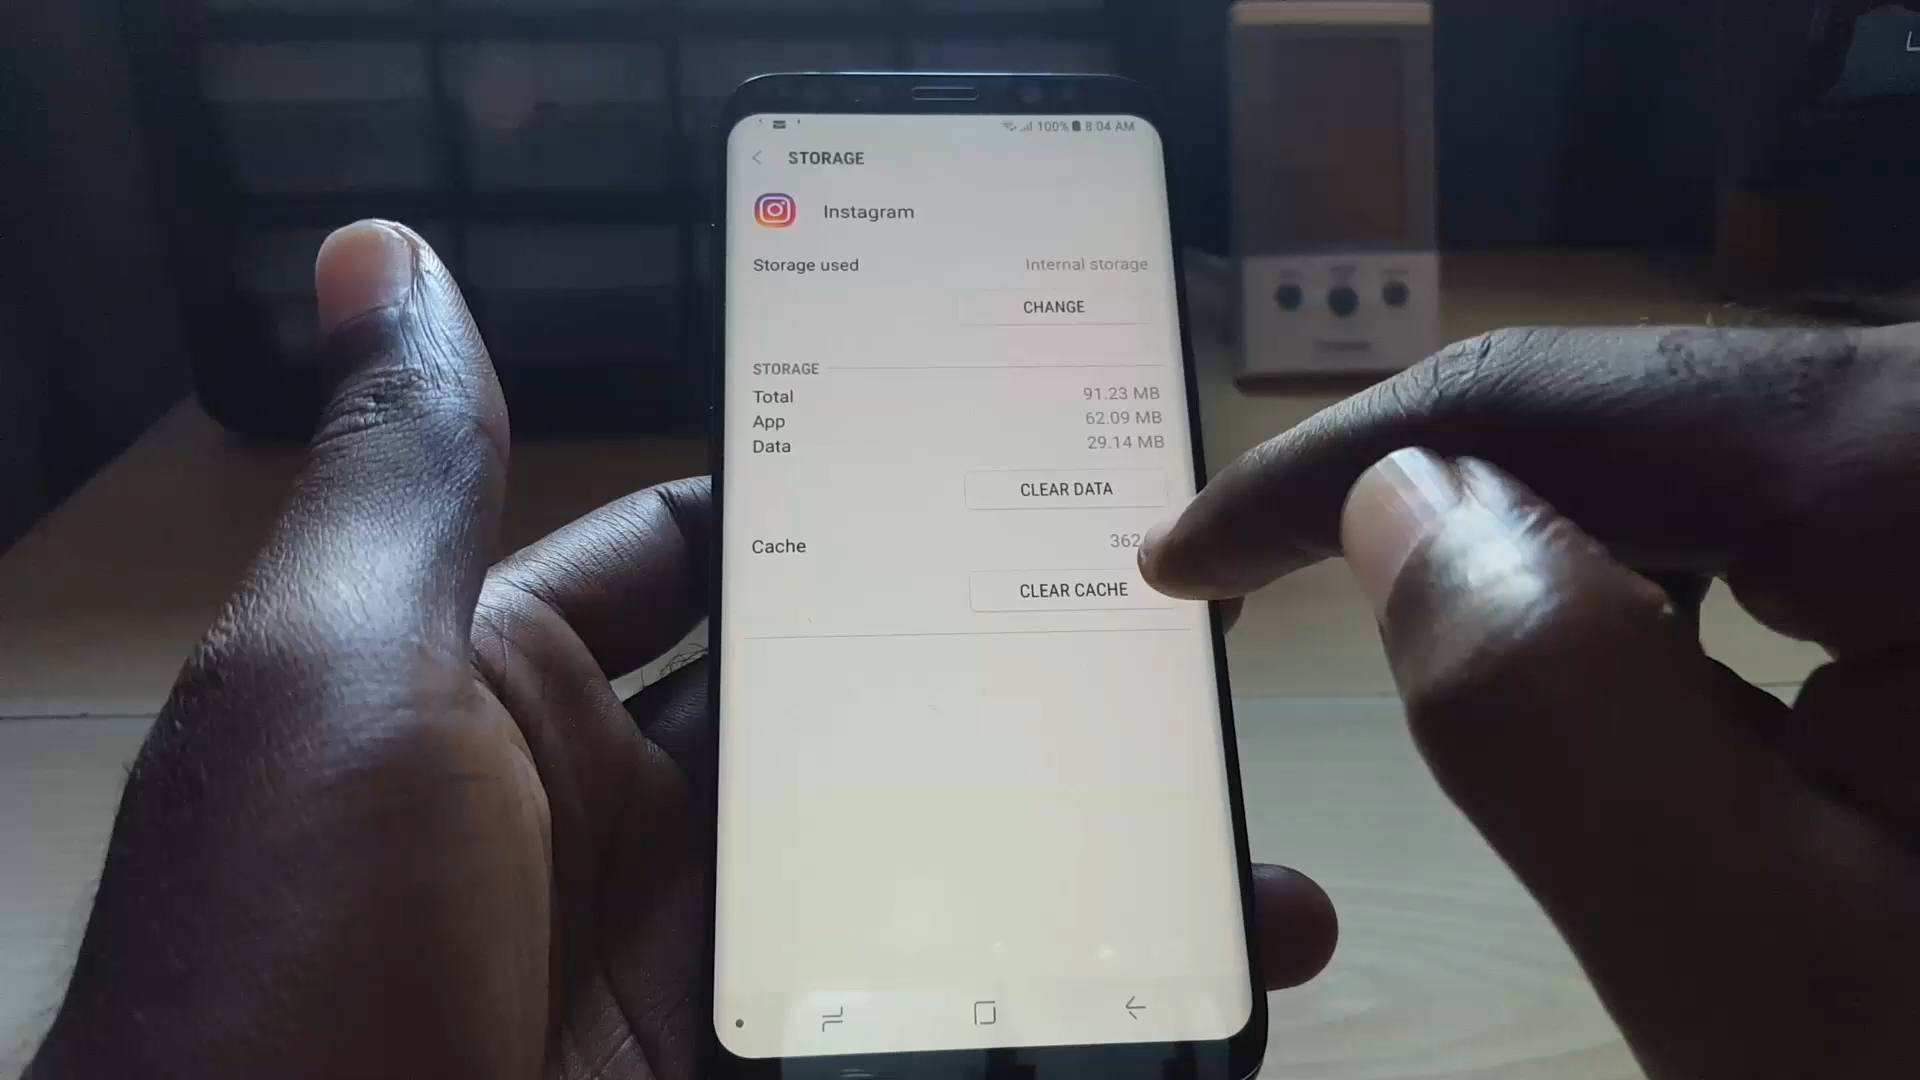 100% 8:04 AM
STORAGE
Instagram
Storage used Internal storage
CHANGE
STORAGE
Total 91.23 MB
App 62.09 MB
Data 29.14 MB
CLEAR DATA
Cache 362
CLEAR CACHE